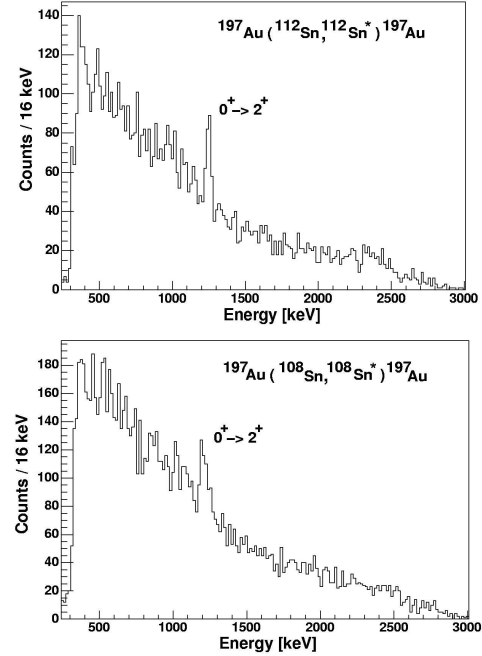 ¹⁹⁷Au(¹¹²Sn,¹¹²Sn*)¹⁹⁷Au
0⁺–>2⁺
Counts / 16 keV
140
120
100
80
60
40
20
0
500 1000 1500 2000 2500 3000
Energy [keV]
¹⁹⁷Au(¹⁰⁸Sn,¹⁰⁸Sn*)¹⁹⁷Au
0⁺–>2⁺
Counts / 16 keV
180
160
140
120
100
80
60
40
20
0
500 1000 1500 2000 2500 3000
Energy [keV]